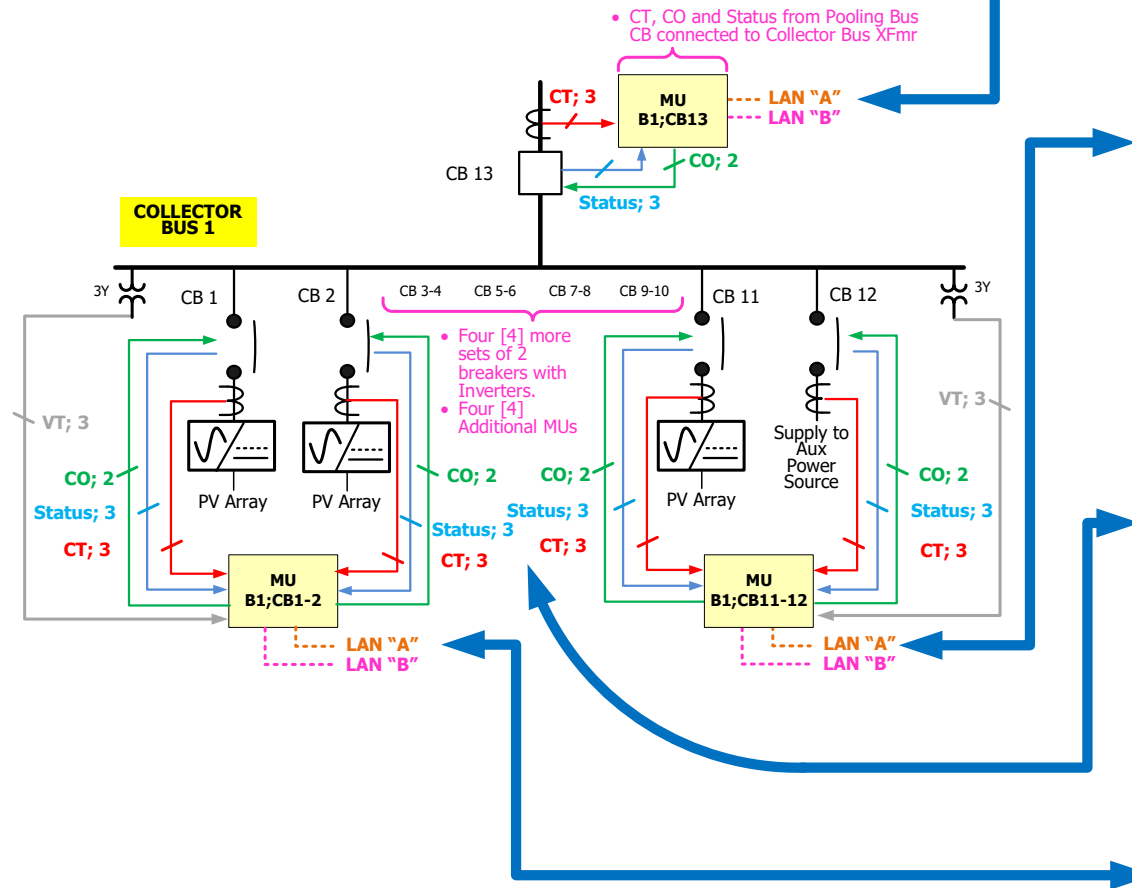 • CT, CO and Status from Pooling Bus
CB connected to Collector Bus XFmr
CT; 3
MU
B1;CB13
LAN “A”
LAN “B”
CO; 2
CB 13
Status; 3
COLLECTOR
BUS 1
3Y
CB 1
CB 2
CB 3-4
CB 5-6
CB 7-8
CB 9-10
CB 11
CB 12
3Y
• Four [4] more
sets of 2
breakers with
Inverters.
• Four [4]
Additional MUs
VT; 3
CO; 2
Status; 3
CT; 3
PV Array
PV Array
CO; 2
Status; 3
CT; 3
MU
B1;CB1-2
LAN “A”
LAN “B”
CO; 2
Status; 3
CT; 3
PV Array
Supply to
Aux
Power
Source
VT; 3
CO; 2
Status; 3
CT; 3
MU
B1;CB11-12
LAN “A”
LAN “B”